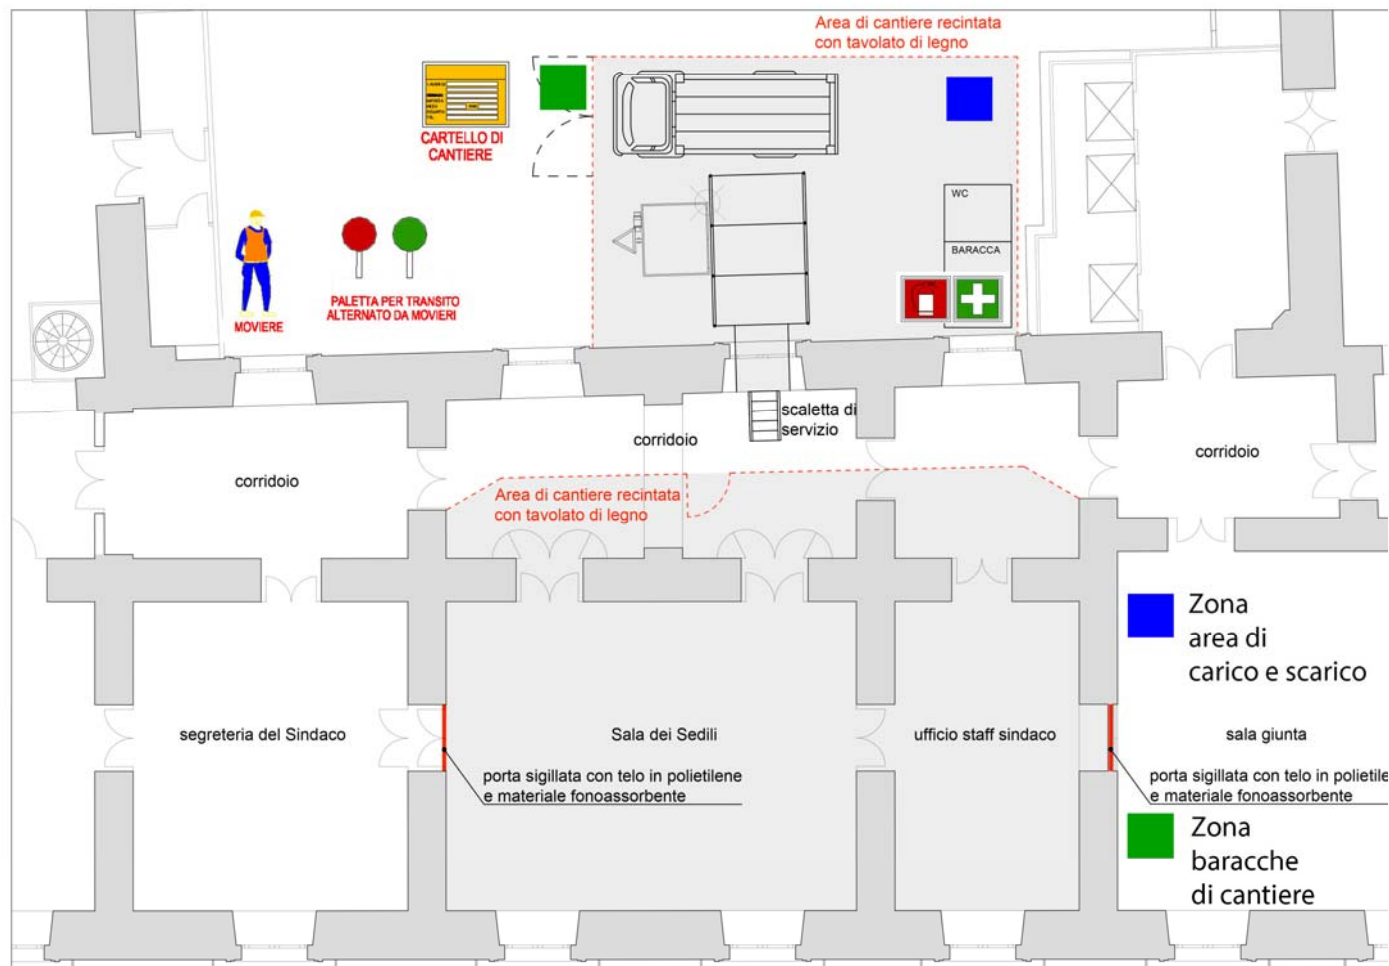 Area di cantiere recintata
con tavolato di legno
CARTELLO DI
CANTIERE
WC
BARACCA
MOVIERE
PALETTA PER TRANSITO
ALTERNATO DA MOVIERI
scaletta di
servizio
corridoio
corridoio
corridoio
Area di cantiere recintata
con tavolato di legno
Zona
area di
carico e scarico
segreteria del Sindaco
Sala dei Sedili
ufficio staff sindaco
sala giunta
porta sigillata con telo in polietilene
e materiale fonoassorbente
porta sigillata con telo in polietile
e materiale fonoassorbente
Zona
baracche
di cantiere